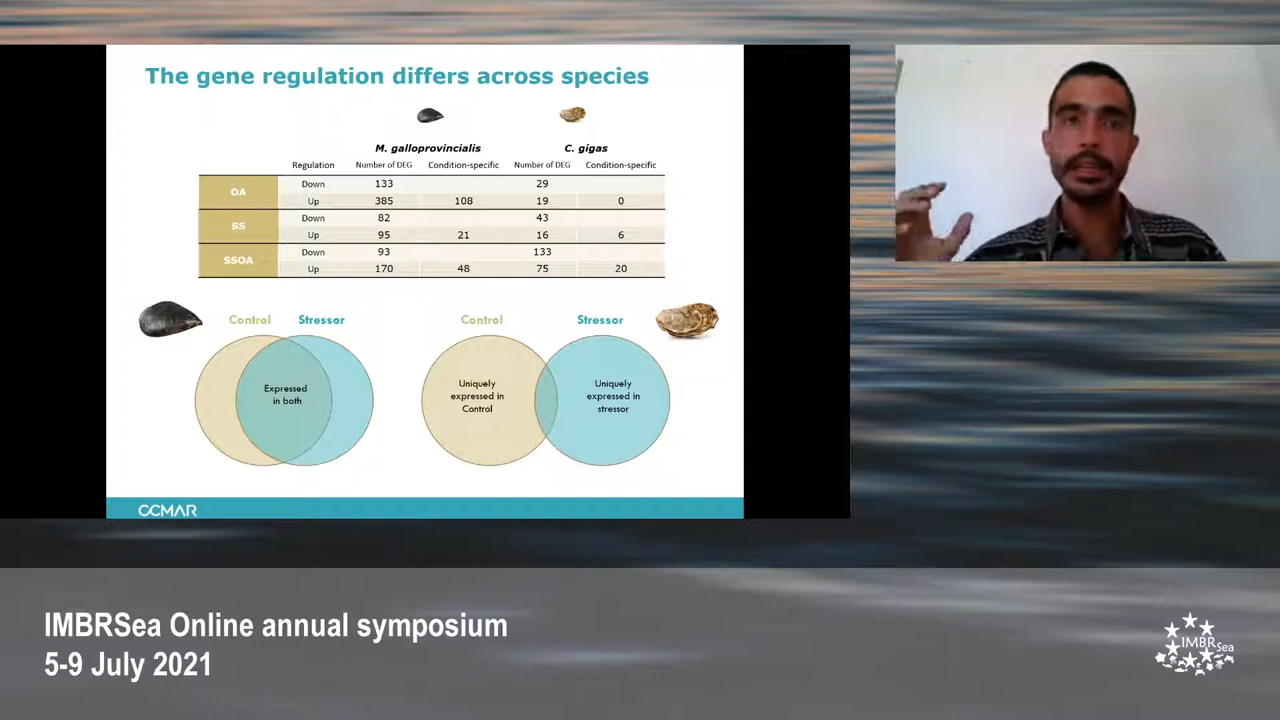 The gene regulation differs across species
M. galloprovincialis C. gigas
Regulation Number of DEG Condition-specific Number of DEG Condition-specific
OA Down 133 29
Up 385 108 19 0
SS Down 82 43
Up 95 21 16 6
SSOA Down 93 133
Up 170 48 75 20
Control Stressor Control Stressor
Expressed
in both
Uniquely
expressed in
Control
Uniquely
expressed in
stressor
CCMAR
IMBRSea Online annual symposium
5-9 July 2021
IMBRSea